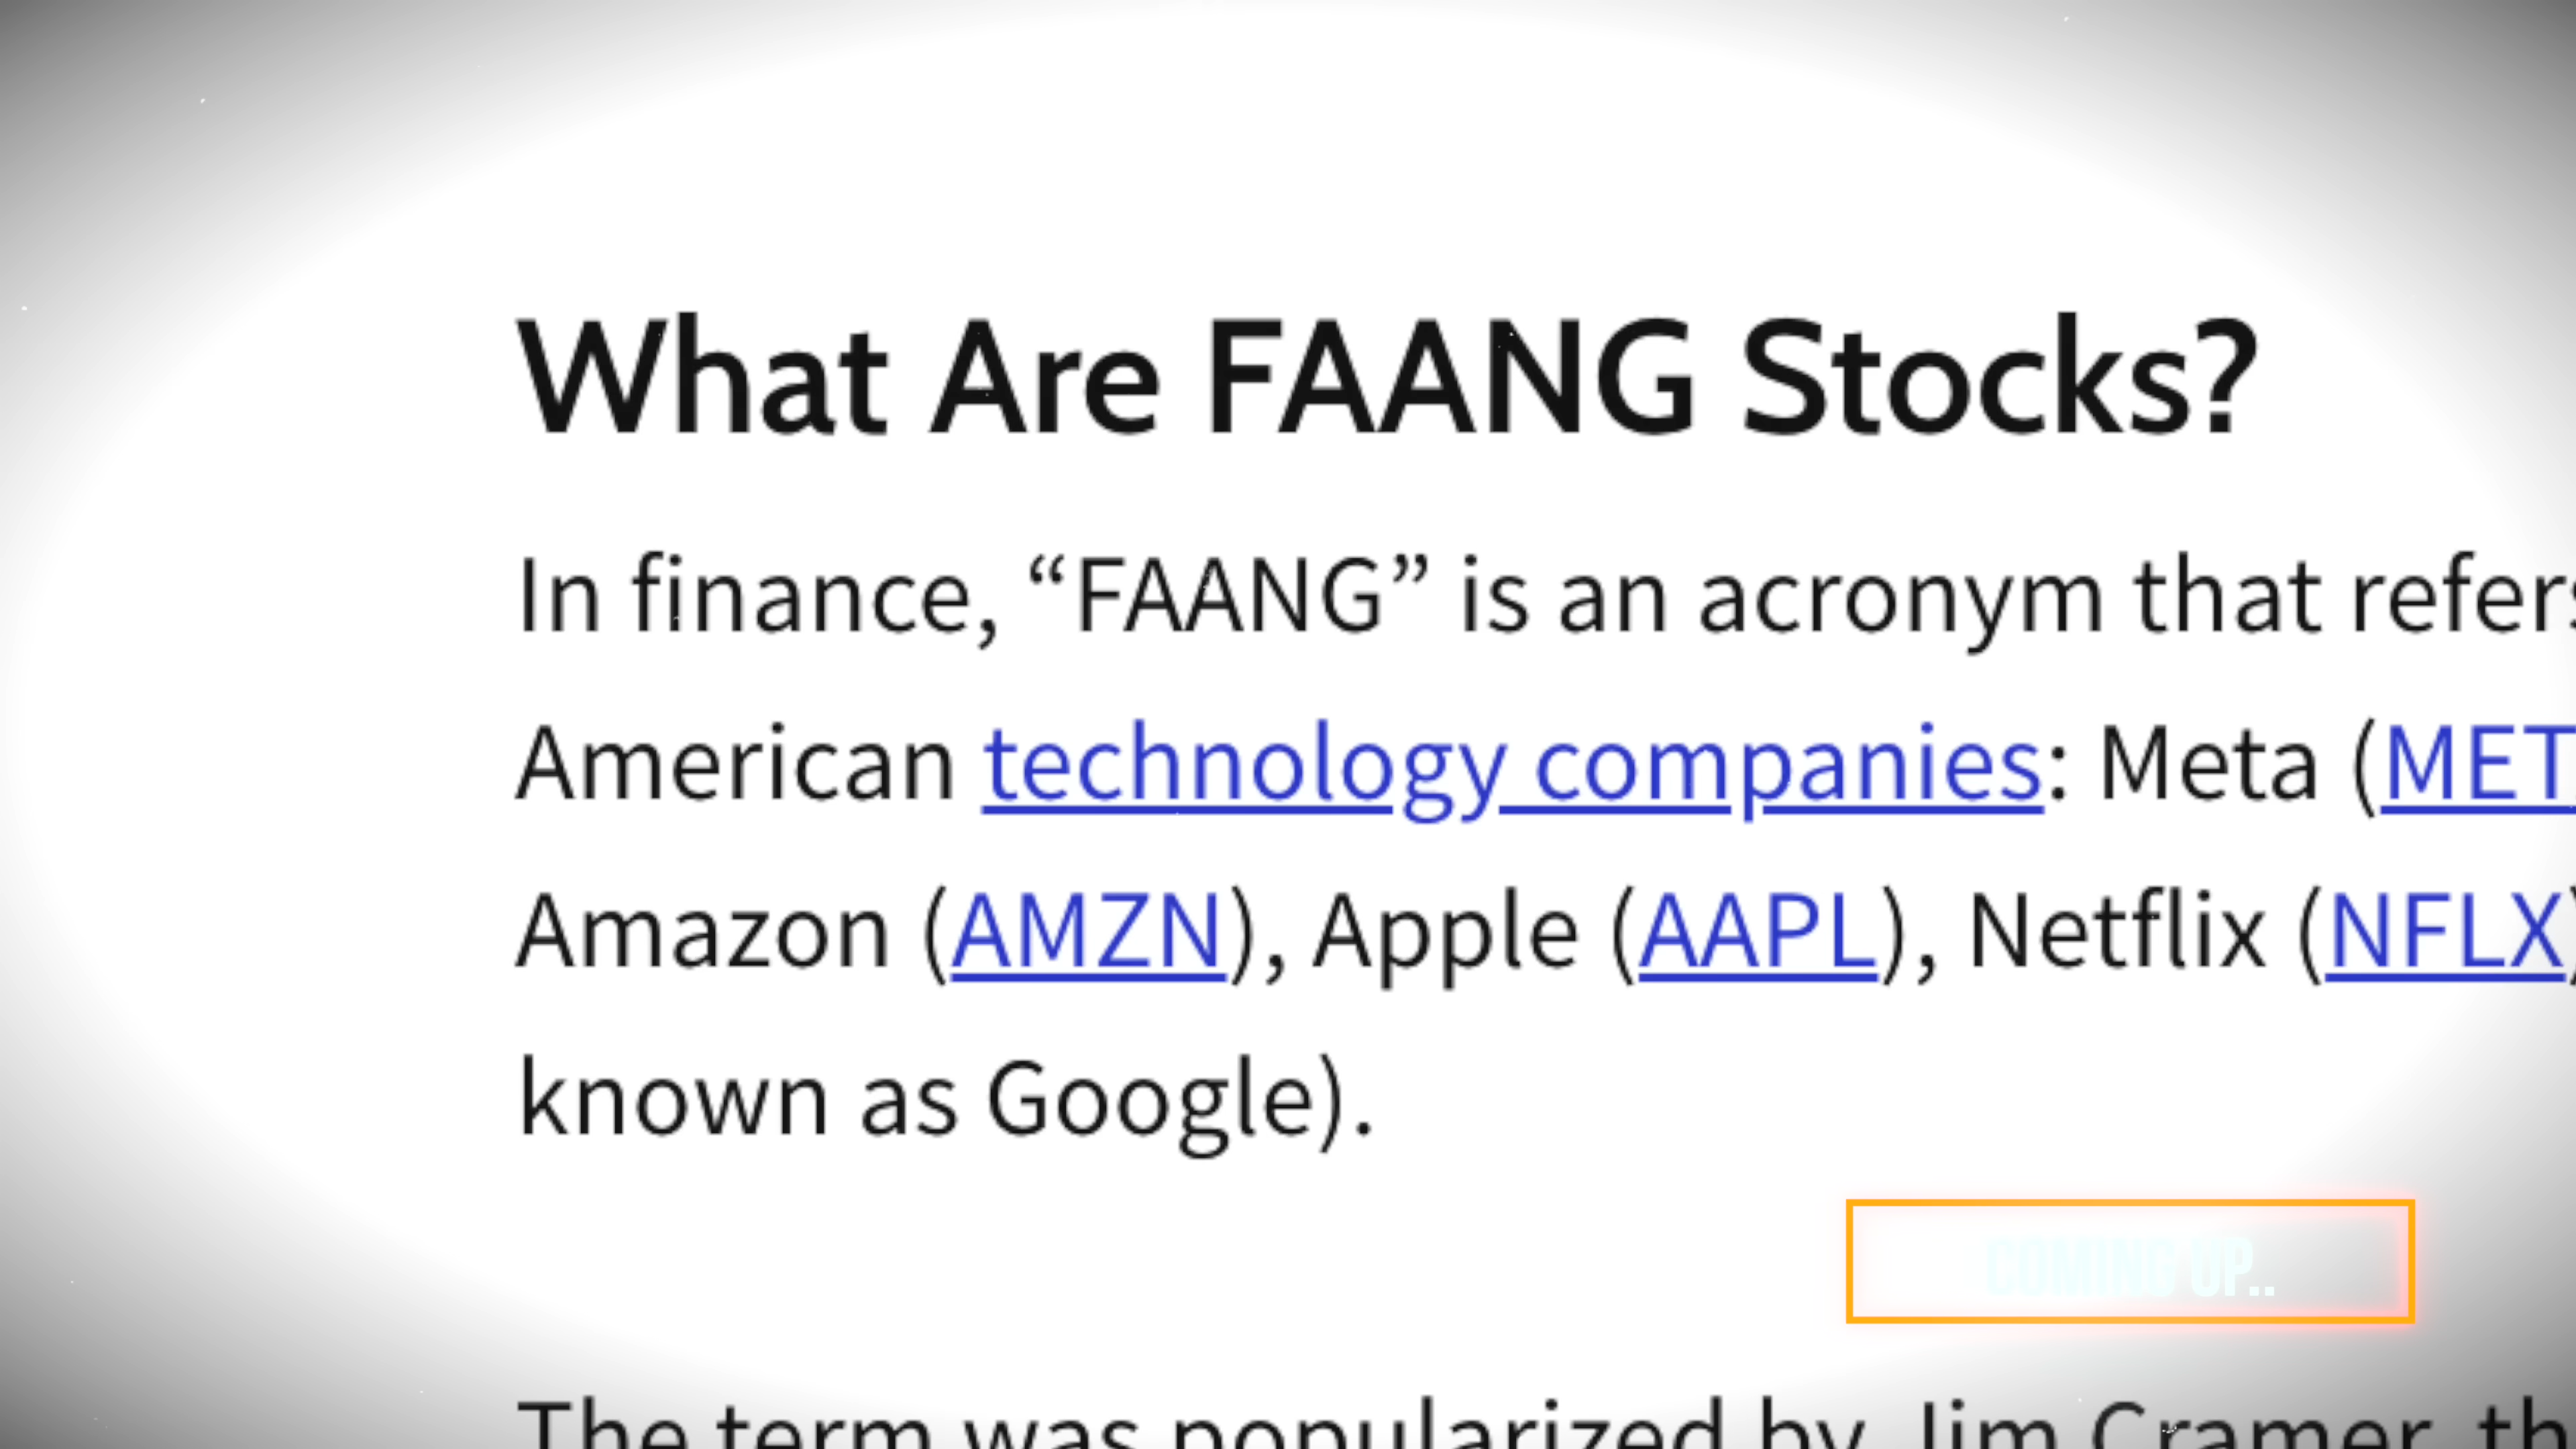 What Are FAANG Stocks?
In finance, “FAANG” is an acronym that refers
American technology companies: Meta (MET
Amazon (AMZN), Apple (AAPL), Netflix (NFLX)
known as Google).
COMING UP..
The term was popularized by Jim Cramer, th